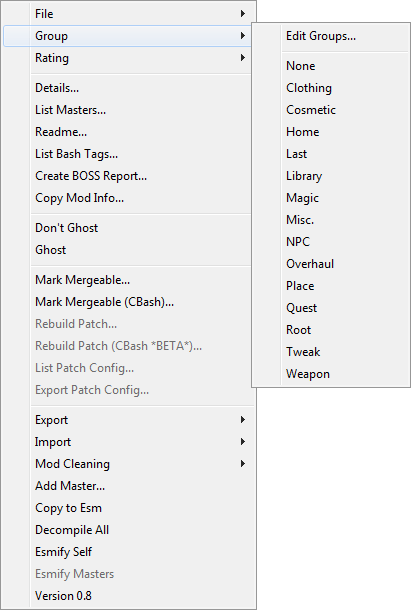 File
Group
Rating
Details...
List Masters...
Readme...
List Bash Tags...
Create BOSS Report...
Copy Mod Info...
Don't Ghost
Ghost
Mark Mergeable...
Mark Mergeable (CBash)...
Rebuild Patch...
Rebuild Patch (CBash *BETA*)...
List Patch Config...
Export Patch Config...
Export
Import
Mod Cleaning
Add Master...
Copy to Esm
Decompile All
Esmify Self
Esmify Masters
Version 0.8
Edit Groups...
None
Clothing
Cosmetic
Home
Last
Library
Magic
Misc.
NPC
Overhaul
Place
Quest
Root
Tweak
Weapon